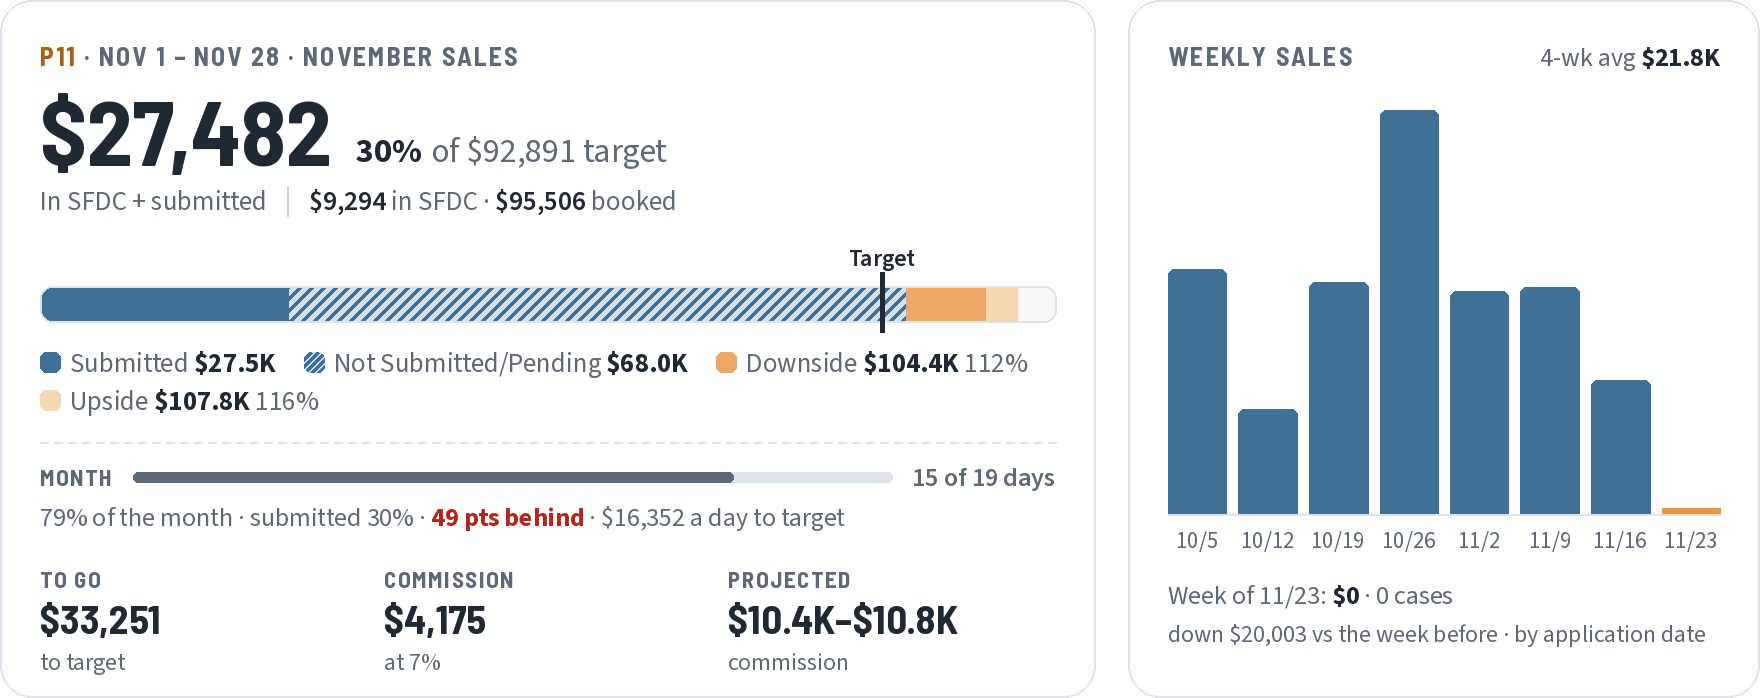 P11 · NOV 1 – NOV 28 · NOVEMBER SALES
$27,482 30% of $92,891 target
In SFDC + submitted $9,294 in SFDC · $95,506 booked
Target
Submitted $27.5K Not Submitted/Pending $68.0K Downside $104.4K 112%
Upside $107.8K 116%
MONTH 15 of 19 days
79% of the month · submitted 30% · 49 pts behind · $16,352 a day to target
TO GO COMMISSION PROJECTED
$33,251 $4,175 $10.4K–$10.8K
to target at 7% commission
WEEKLY SALES 4-wk avg $21.8K
10/5 10/12 10/19 10/26 11/2 11/9 11/16 11/23
Week of 11/23: $0 · 0 cases
down $20,003 vs the week before · by application date